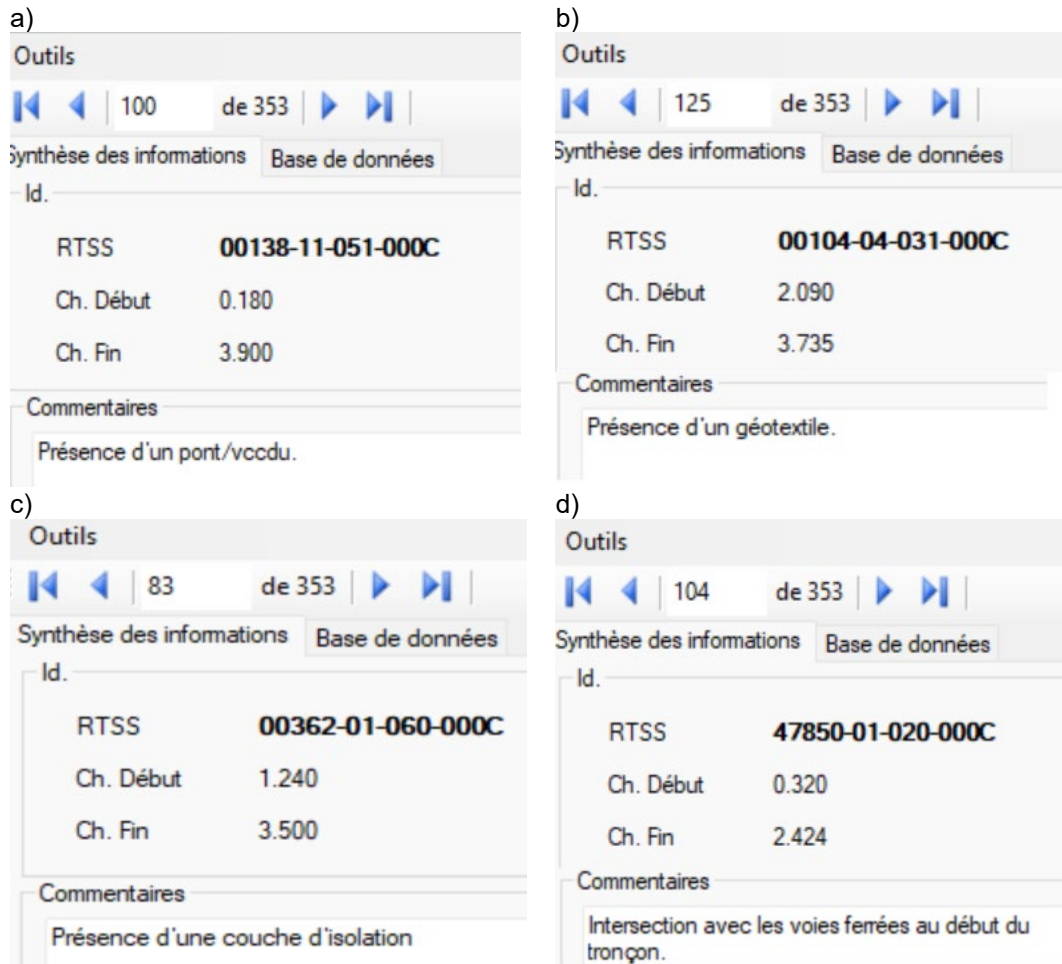 a)
Outils
100 de 353
Synthèse des informations Base de données
Id.
RTSS 00138-11-051-000C
Ch. Début 0.180
Ch. Fin 3.900
Commentaires
Présence d'un pont/vccdu.
b)
Outils
125 de 353
Synthèse des informations Base de données
Id.
RTSS 00104-04-031-000C
Ch. Début 2.090
Ch. Fin 3.735
Commentaires
Présence d'un géotextile.
c)
Outils
83 de 353
Synthèse des informations Base de données
Id.
RTSS 00362-01-060-000C
Ch. Début 1.240
Ch. Fin 3.500
Commentaires
Présence d'une couche d'isolation
d)
Outils
104 de 353
Synthèse des informations Base de données
Id.
RTSS 47850-01-020-000C
Ch. Début 0.320
Ch. Fin 2.424
Commentaires
Intersection avec les voies ferrées au début du
tronçon.